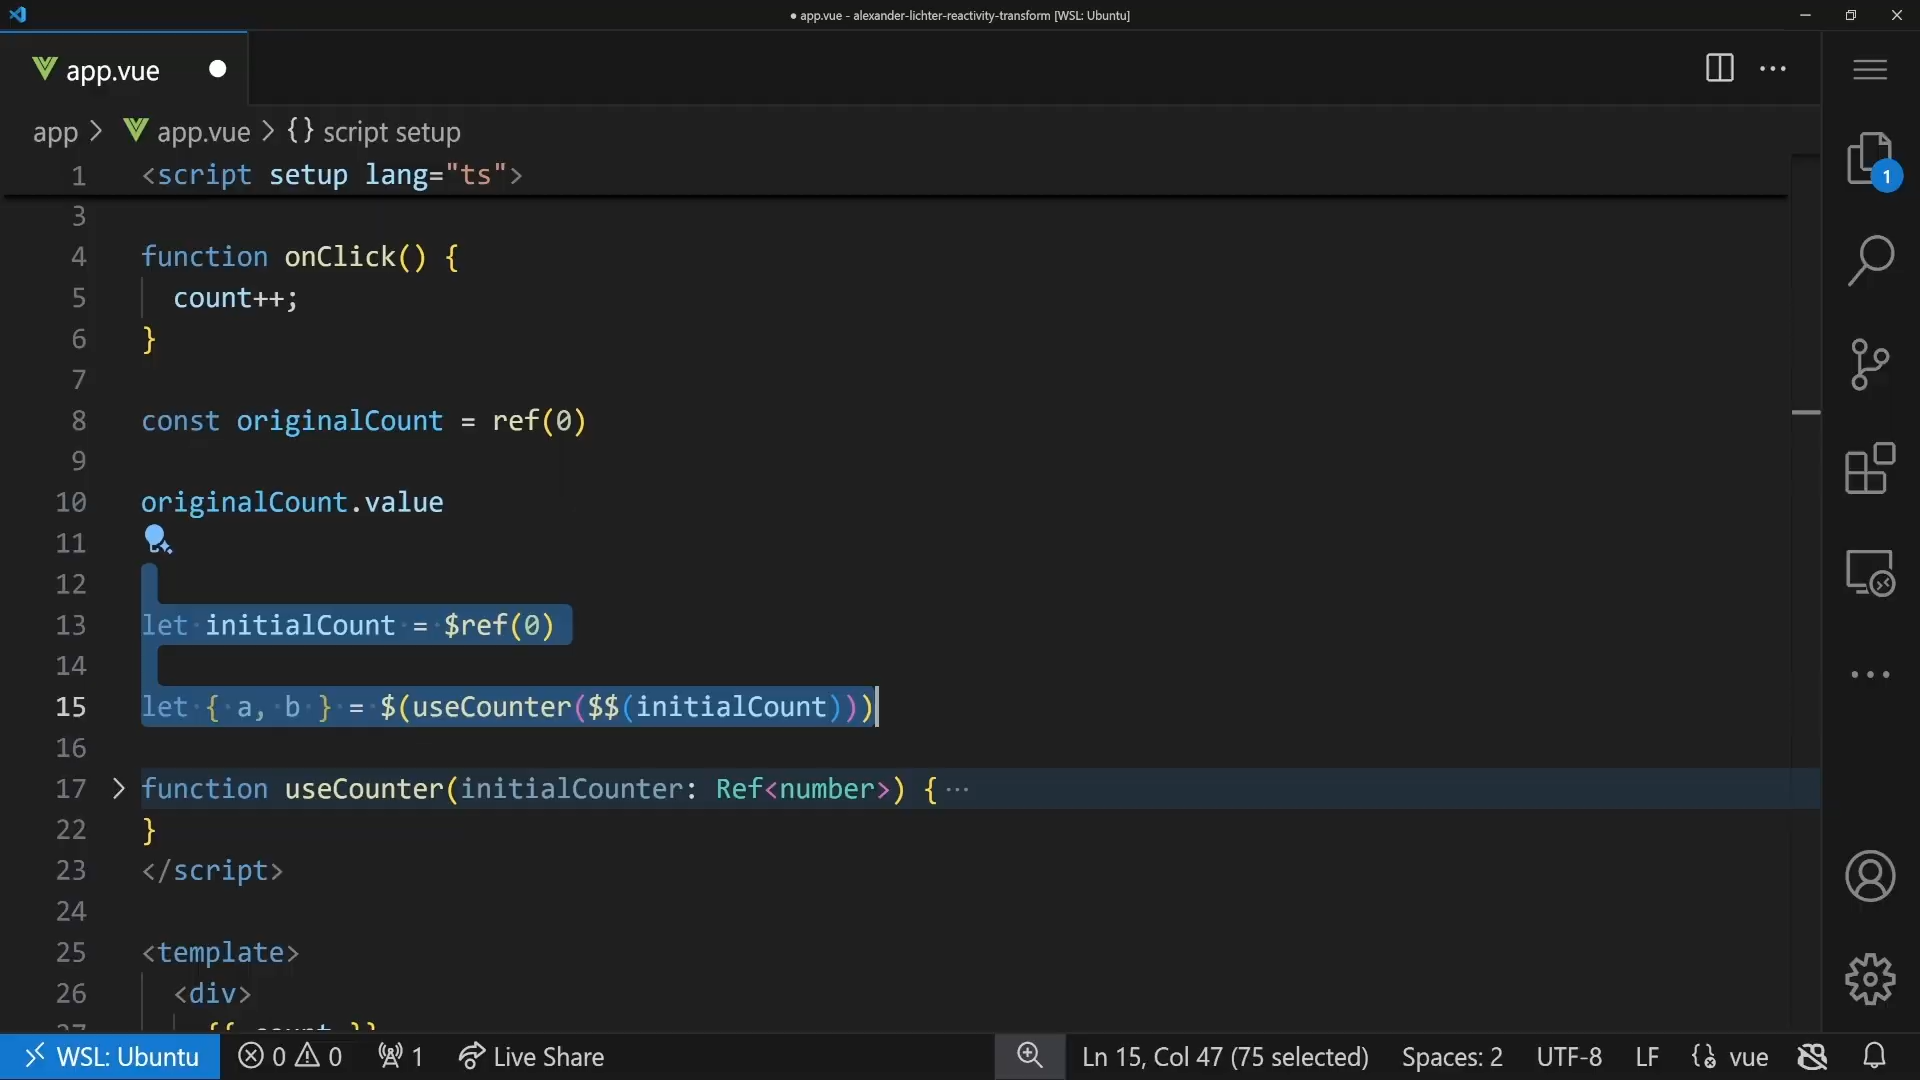 ● app.vue - alexander-lichter-reactivity-transform [WSL: Ubuntu]
app.vue
app > app.vue > {} script setup
1 <script setup lang="ts">
3
4 function onClick() {
5 count++;
6 }
7
8 const originalCount = ref(0)
9
10 originalCount.value
11
12
13 let initialCount = $ref(0)
14
15 let { a, b } = $(useCounter($$(initialCount)))
16
17 function useCounter(initialCounter: Ref<number>) { ...
22 }
23 </script>
24
25 <template>
26 <div>
27 {{ count }}
1
WSL: Ubuntu 0 0 1 Live Share Ln 15, Col 47 (75 selected) Spaces: 2 UTF-8 LF vue